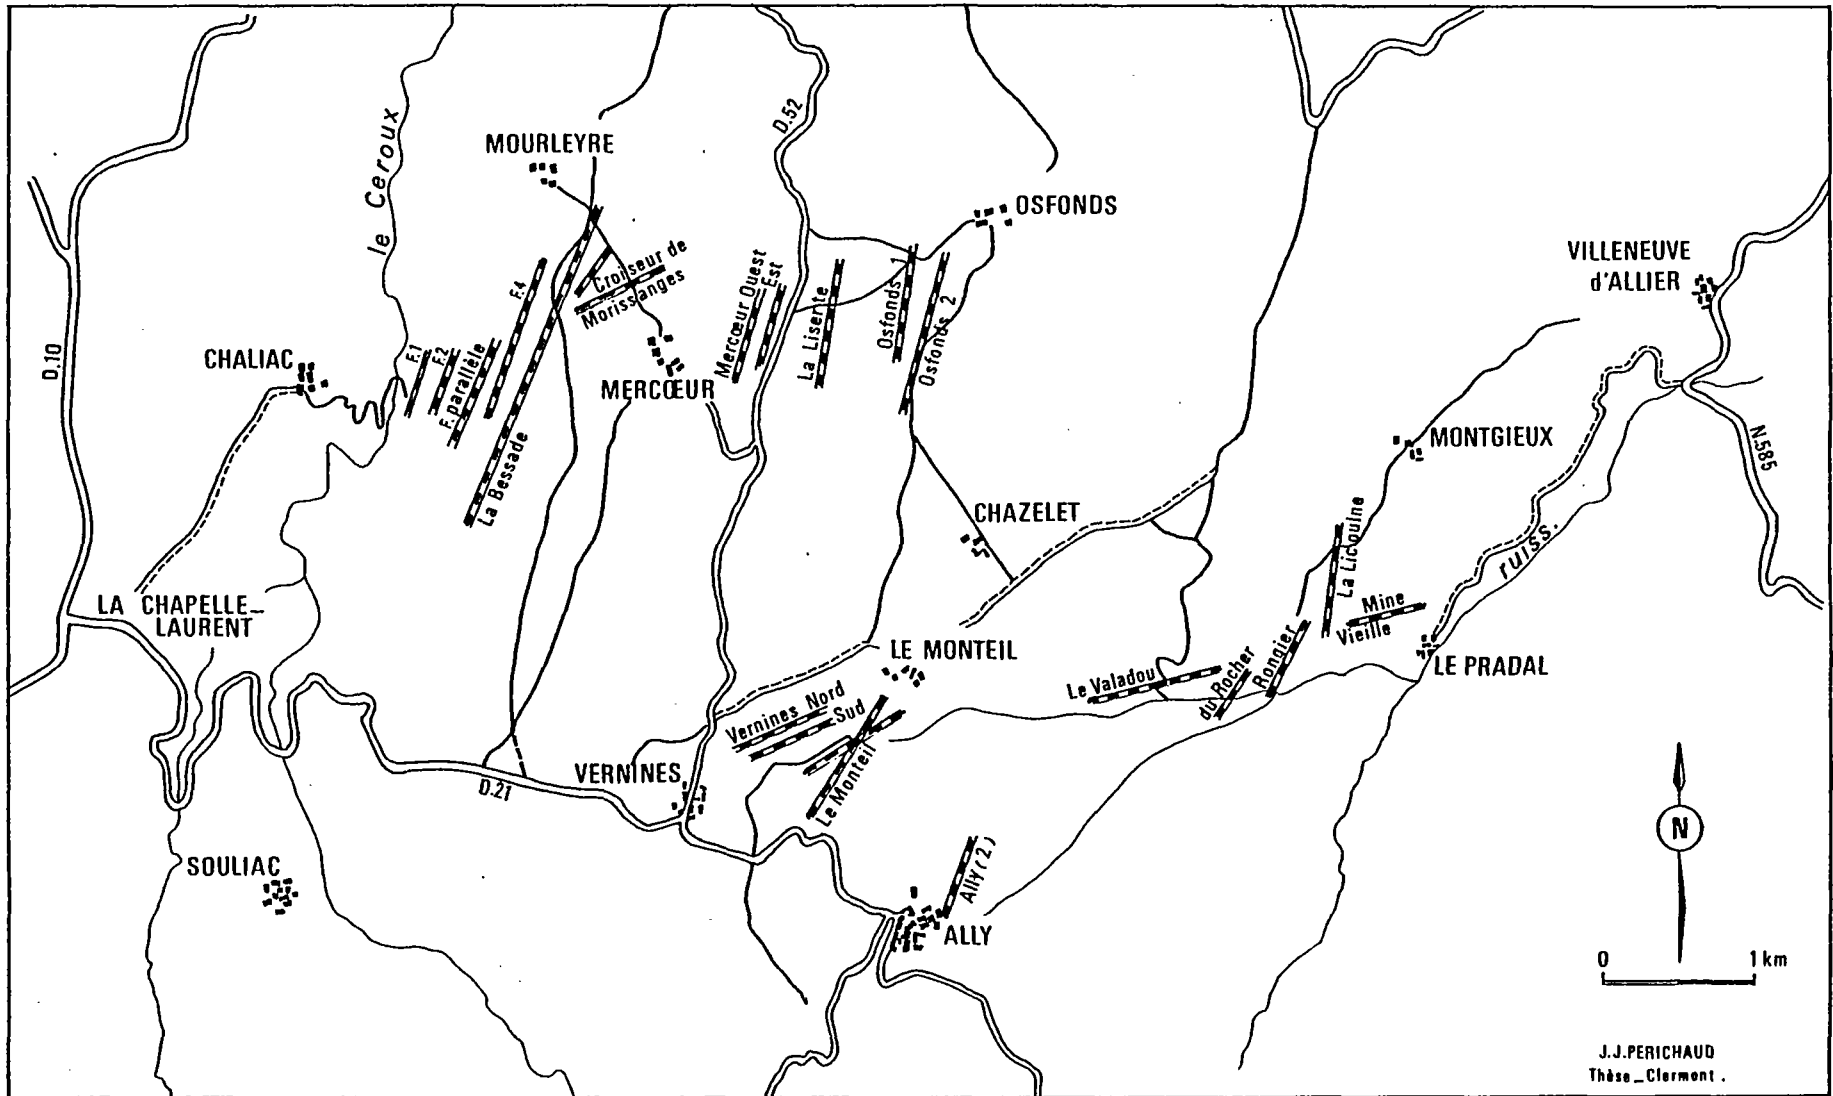 le Ceroux
D.52
MOURLEYRE
OSFONDS
VILLENEUVE
d'ALLIER
Croiseur de
Morissanges
F.4
Mercœur Ouest
Est
La Liserte
Osfonds 1
Osfonds 2
D.10
CHALIAC
F.1
F.2
F. parallèle
La Bessade
MERCŒUR
MONTGIEUX
N.585
CHAZELET
La Licoulne
ruiss.
LA CHAPELLE_
LAURENT
Mine
Vieille
LE MONTEIL
Le Valadou
du Rocher
Rongier
LE PRADAL
Vernines Nord
Sud
Le Monteil
VERNINES
D.21
SOULIAC
Ally (2)
ALLY
N
0 1 km
J.J.PERICHAUD
Thèse_Clermont.